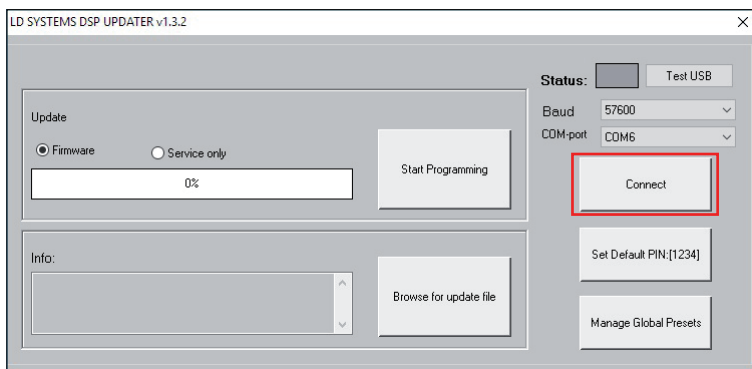 LD SYSTEMS DSP UPDATER v1.3.2
Status:
Test USB
Update
Baud
57600
Firmware
Service only
COM-port
COM6
0%
Start Programming
Connect
Info:
Set Default PIN:[1234]
Browse for update file
Manage Global Presets